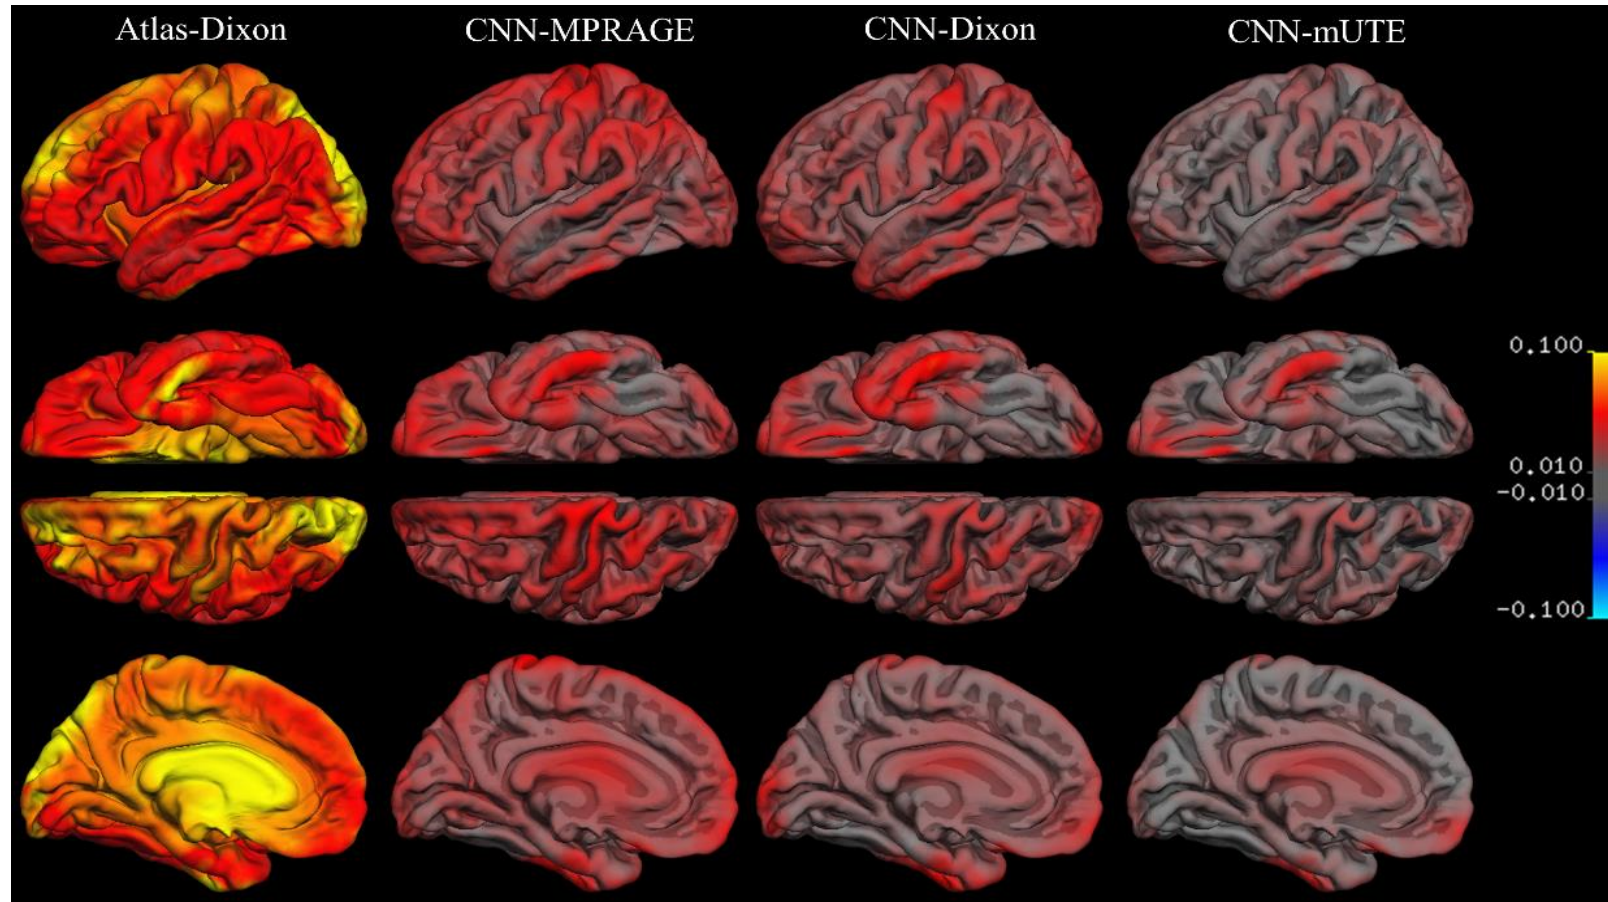 Atlas-Dixon
CNN-MPRAGE
CNN-Dixon
CNN-mUTE
0.100
0.010
-0.010
-0.100